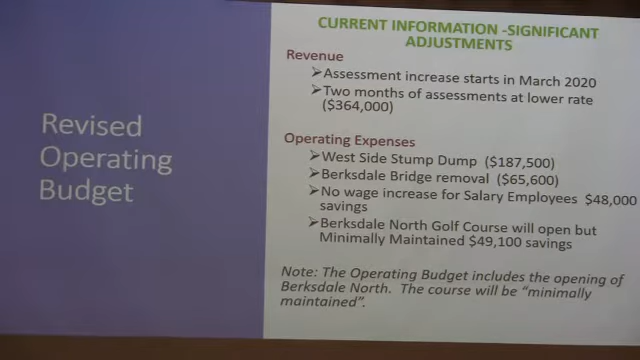 Revised
Operating
Budget
CURRENT INFORMATION -SIGNIFICANT
ADJUSTMENTS
Revenue
➢Assessment increase starts in March 2020
➢Two months of assessments at lower rate
($364,000)
Operating Expenses
➢West Side Stump Dump ($187,500)
➢Berksdale Bridge removal ($65,600)
➢No wage increase for Salary Employees $48,000
savings
➢Berksdale North Golf Course will open but
Minimally Maintained $49,100 savings
Note: The Operating Budget includes the opening of
Berksdale North. The course will be “minimally
maintained”.